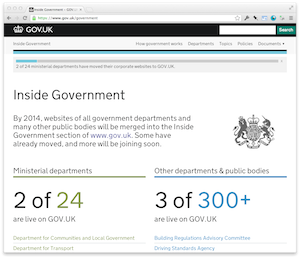 Inside Government - GOV.UK
https://www.gov.uk/government
GOV.UK
Search
Inside Government
How government works Departments Topics Policies Documents
2 of 24 ministerial departments have moved their corporate websites to GOV.UK.
Inside Government
By 2014, websites of all government departments and
many other public bodies will be merged into the Inside
Government section of www.gov.uk. Some have
already moved, and more will be joining soon.
Ministerial departments
2 of 24
are live on GOV.UK
Department for Communities and Local Government
Department for Transport
Other departments & public bodies
3 of 300+
are live on GOV.UK
Building Regulations Advisory Committee
Driving Standards Agency